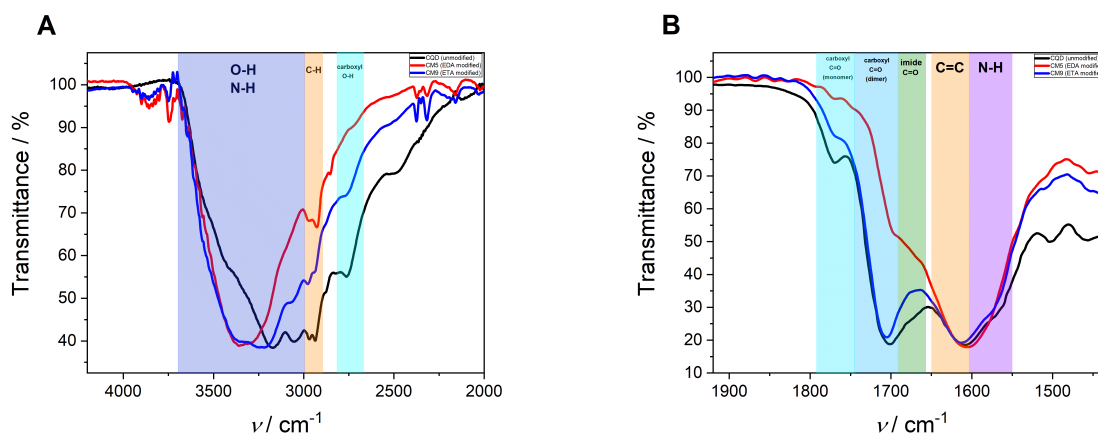 A
O-H
N-H
C-H
carboxyl
O-H
CQD (unmodified)
CM5 (EDA modified)
CM9 (ETA modified)
100
90
80
70
60
50
40
Transmittance / %
4000
3500
3000
2500
2000
ν / cm⁻¹
B
carboxyl
C=O
(monomer)
carboxyl
C=O
(dimer)
imide
C=O
C=C
N-H
CQD (unmodified)
CM5 (EDA modified)
CM9 (ETA modified)
100
90
80
70
60
50
40
30
20
10
Transmittance / %
1900
1800
1700
1600
1500
ν / cm⁻¹